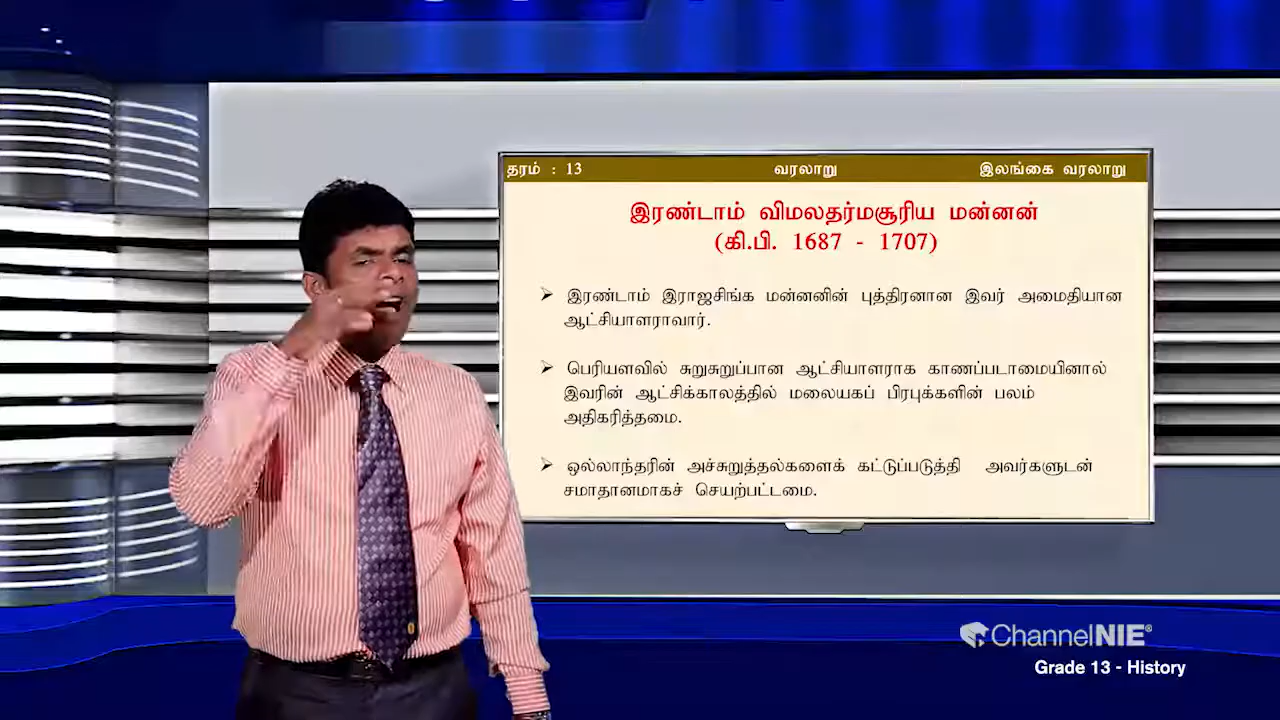 தரம் : 13 வரலாறு இலங்கை வரலாறு
இரண்டாம் விமலதர்மசூரிய மன்னன்
(கி.பி. 1687 - 1707)
➢ இரண்டாம் இராஜசிங்க மன்னனின் புத்திரனான இவர் அமைதியான
ஆட்சியாளராவார்.
➢ பெரியளவில் சுறுசுறுப்பான ஆட்சியாளராக காணப்படாமையினால்
இவரின் ஆட்சிக்காலத்தில் மலையகப் பிரபுக்களின் பலம்
அதிகரித்தமை.
➢ ஒல்லாந்தரின் அச்சுறுத்தல்களைக் கட்டுப்படுத்தி அவர்களுடன்
சமாதானமாகச் செயற்பட்டமை.
ChannelNIE®
Grade 13 - History